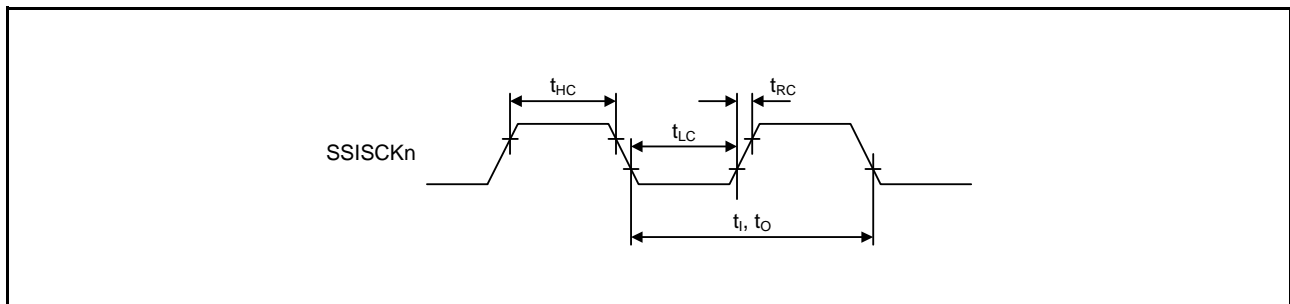 tHC
tRC
tLC
SSISCKn
tI, tO